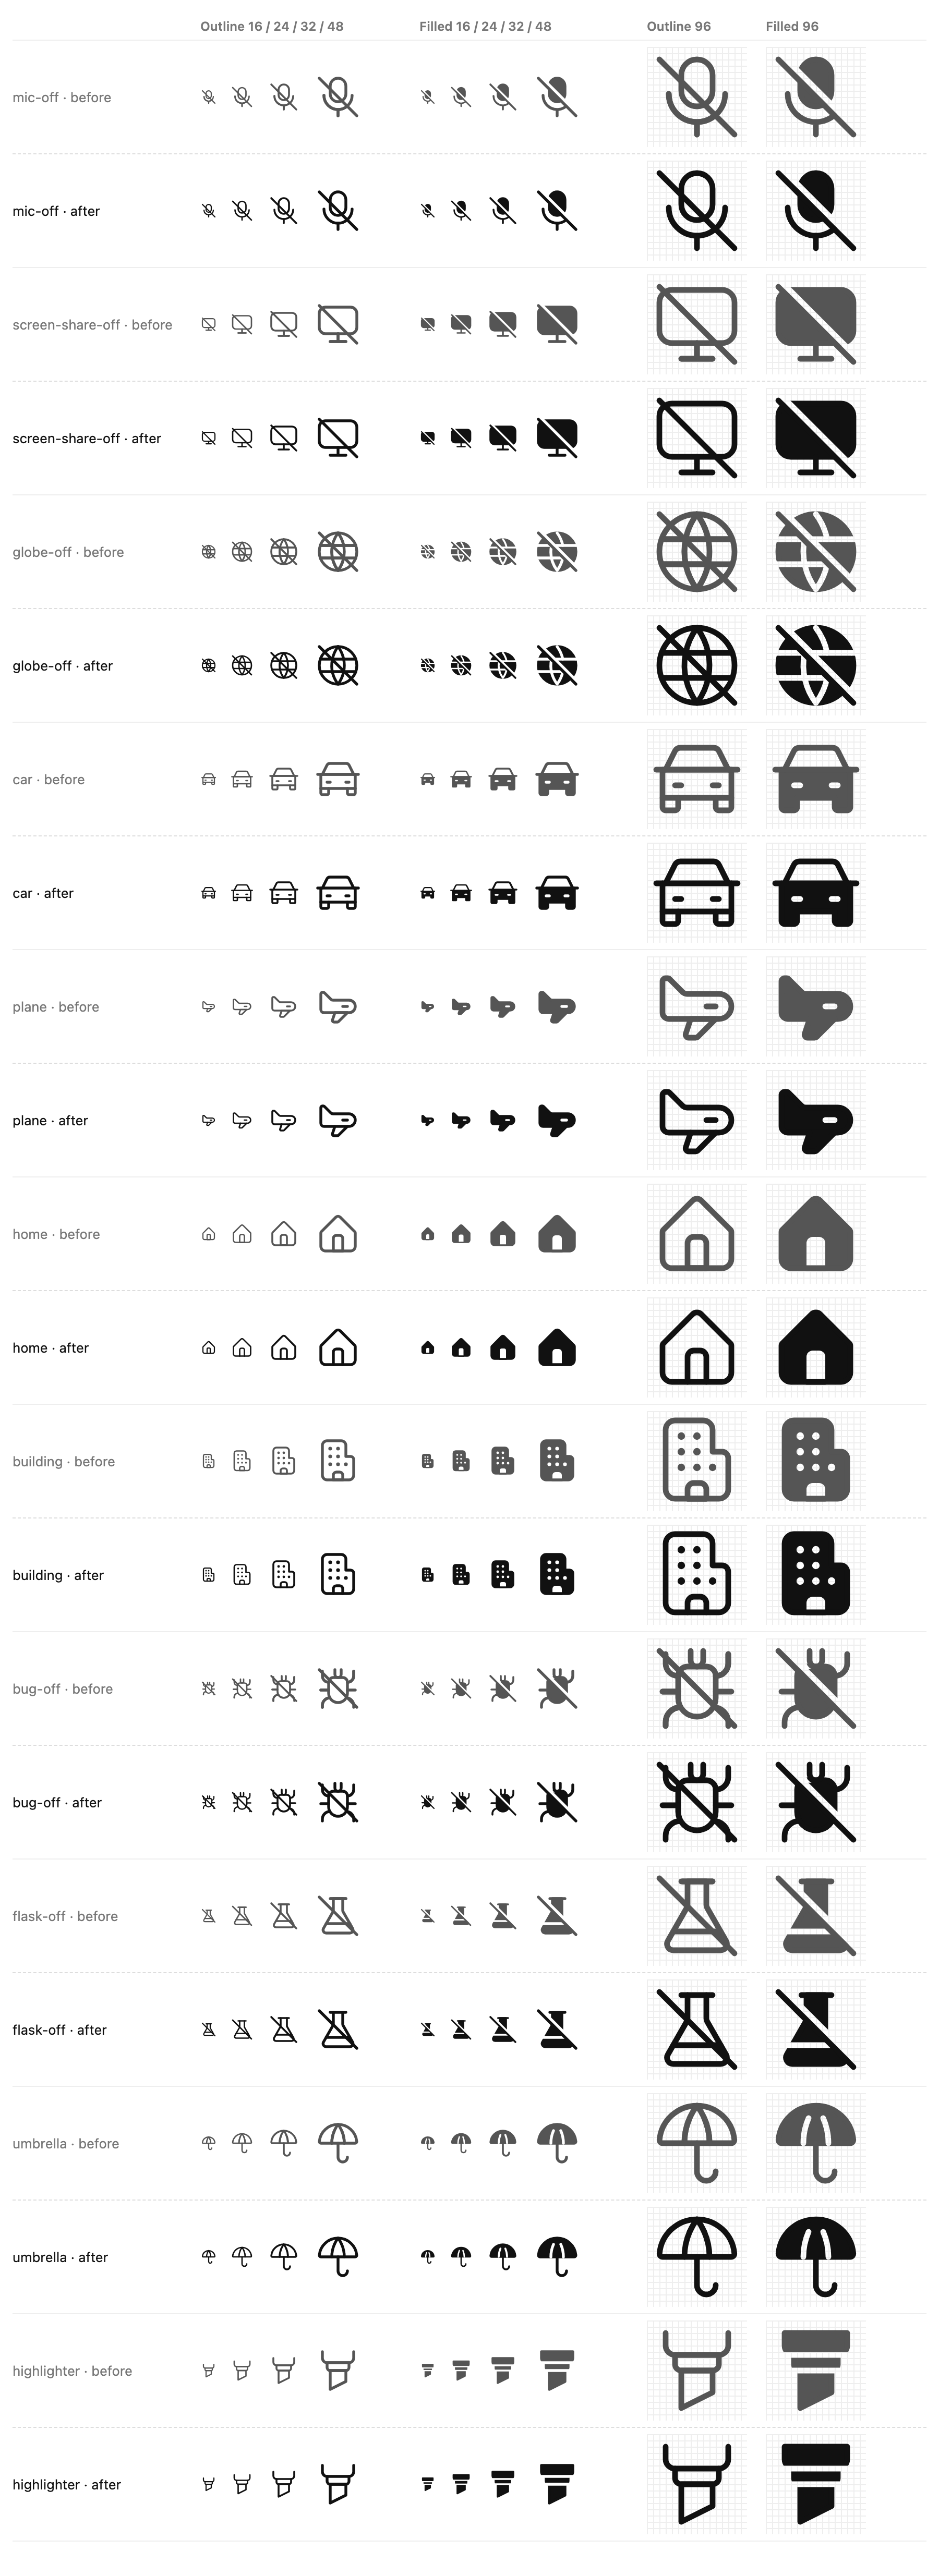 Outline 16 / 24 / 32 / 48 Filled 16 / 24 / 32 / 48 Outline 96 Filled 96
mic-off · before
mic-off · after
screen-share-off · before
screen-share-off · after
globe-off · before
globe-off · after
car · before
car · after
plane · before
plane · after
home · before
home · after
building · before
building · after
bug-off · before
bug-off · after
flask-off · before
flask-off · after
umbrella · before
umbrella · after
highlighter · before
highlighter · after